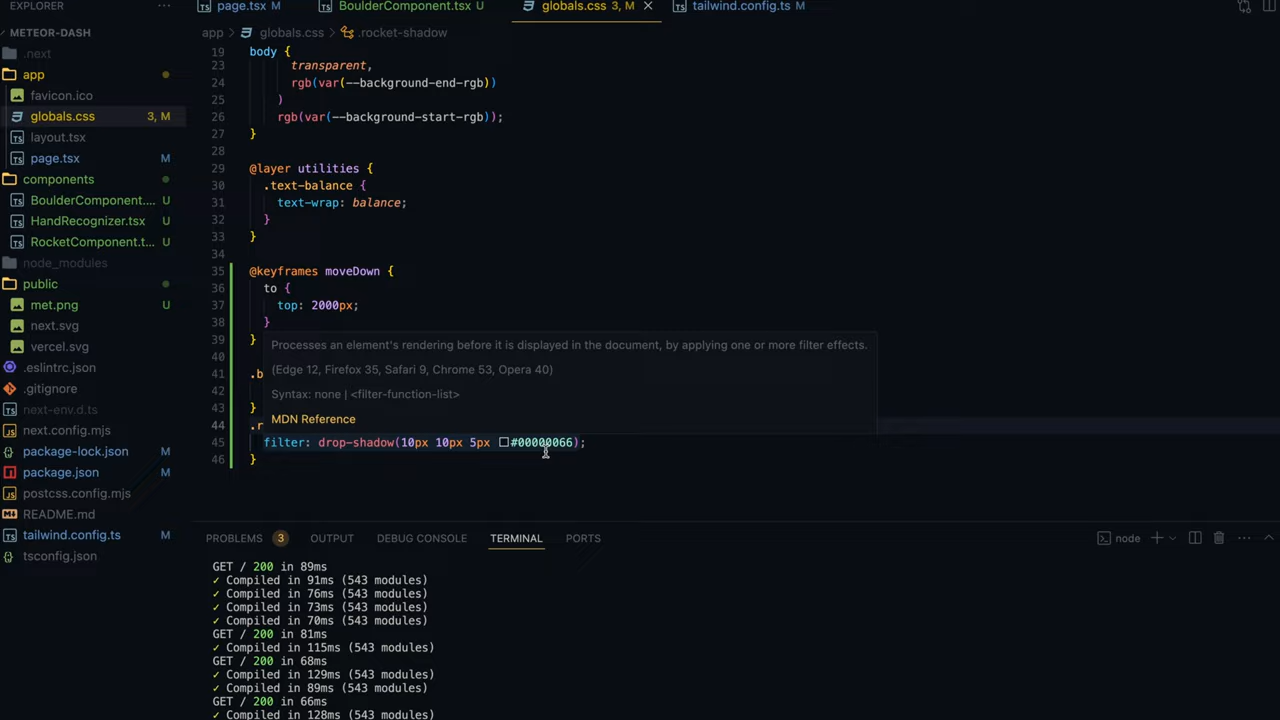 EXPLORER ···
page.tsx M BoulderComponent.tsx U globals.css 3, M tailwind.config.ts M
METEOR-DASH
app globals.css .rocket-shadow
.next
app
favicon.ico
globals.css 3, M
layout.tsx
page.tsx M
components
BoulderComponent.... U
HandRecognizer.tsx U
RocketComponent.t... U
node_modules
public
met.png U
next.svg
vercel.svg
.eslintrc.json
.gitignore
next-env.d.ts
next.config.mjs
package-lock.json
package.json
postcss.config.mjs
README.md
tailwind.config.ts M
tsconfig.json
19 body {
23 transparent,
24 rgb(var(--background-end-rgb))
25 )
26 rgb(var(--background-start-rgb));
27 }
28
29 @layer utilities {
30 .text-balance {
31 text-wrap: balance;
32 }
33 }
34
35 @keyframes moveDown {
36 to {
37 top: 2000px;
38 }
39 }
40
41 .b
42
43 }
44 .r
Processes an element's rendering before it is displayed in the document, by applying one or more filter effects.
(Edge 12, Firefox 35, Safari 9, Chrome 53, Opera 40)
Syntax: none | <filter-function-list>
MDN Reference
45 filter: drop-shadow(10px 10px 5px #00000066);
46 }
PROBLEMS 3 OUTPUT DEBUG CONSOLE TERMINAL PORTS node
GET / 200 in 89ms
✓ Compiled in 91ms (543 modules)
✓ Compiled in 76ms (543 modules)
✓ Compiled in 73ms (543 modules)
✓ Compiled in 70ms (543 modules)
GET / 200 in 81ms
✓ Compiled in 115ms (543 modules)
GET / 200 in 68ms
✓ Compiled in 129ms (543 modules)
✓ Compiled in 89ms (543 modules)
GET / 200 in 66ms
✓ Compiled in 128ms (543 modules)